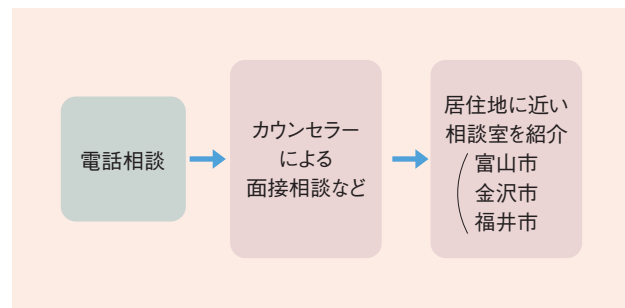 電話相談
カウンセラー
による
面接相談など
居住地に近い
相談室を紹介
富山市
金沢市
福井市